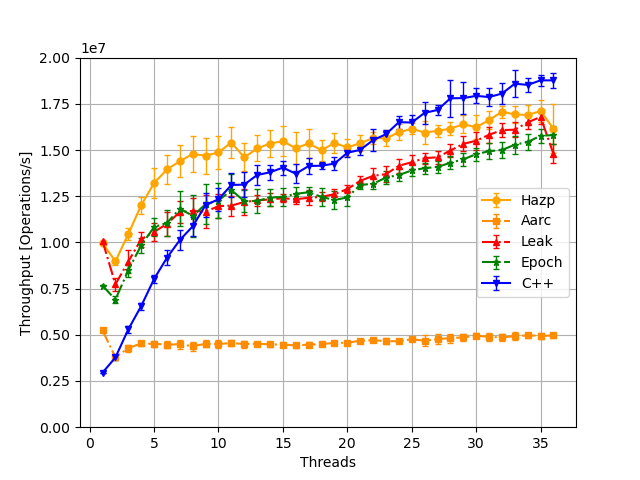 1e7
2.00
1.75
1.50
1.25
1.00
0.75
0.50
0.25
0.00
Throughput [Operations/s]
Hazp
Aarc
Leak
Epoch
C++
0 5 10 15 20 25 30 35
Threads